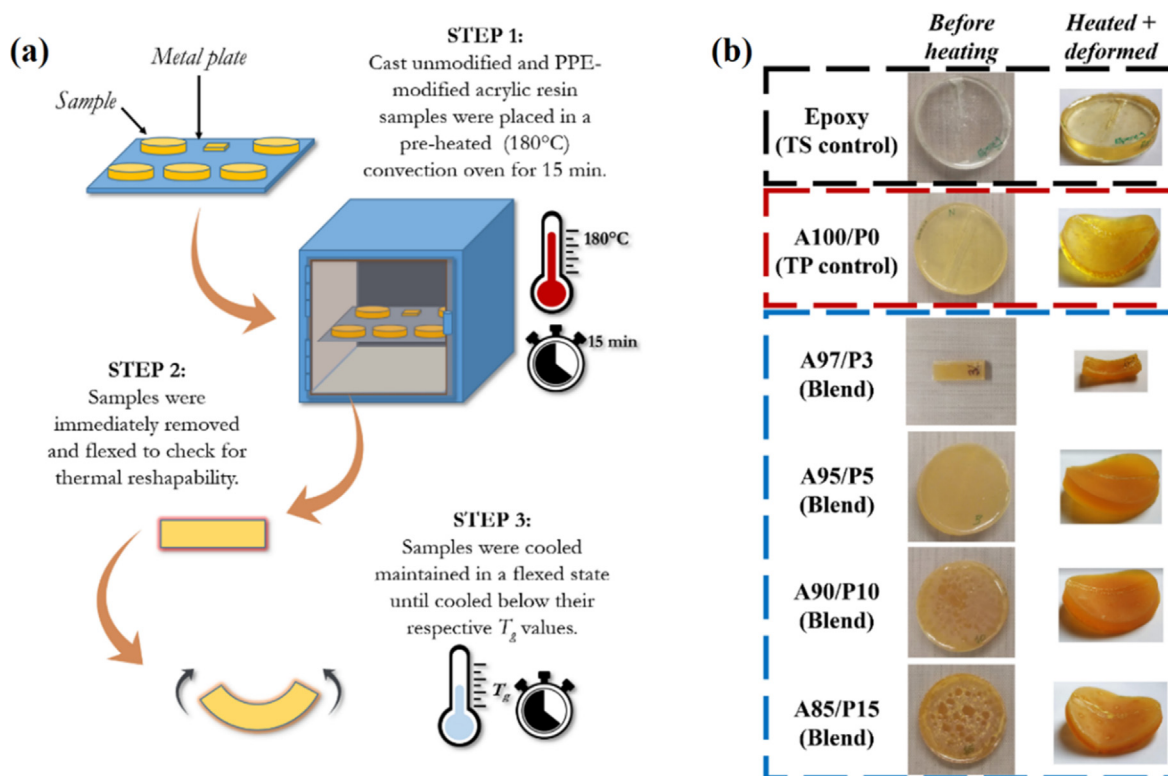 (a)
Metal plate
Sample
STEP 1:
Cast unmodified and PPE-
modified acrylic resin
samples were placed in a
pre-heated (180°C)
convection oven for 15 min.
180°C
15 min
STEP 2:
Samples were
immediately removed
and flexed to check for
thermal reshapability.
STEP 3:
Samples were cooled
maintained in a flexed state
until cooled below their
respective Tg values.
Tg
(b)
Before
heating
Heated +
deformed
Epoxy
(TS control)
A100/P0
(TP control)
A97/P3
(Blend)
A95/P5
(Blend)
A90/P10
(Blend)
A85/P15
(Blend)